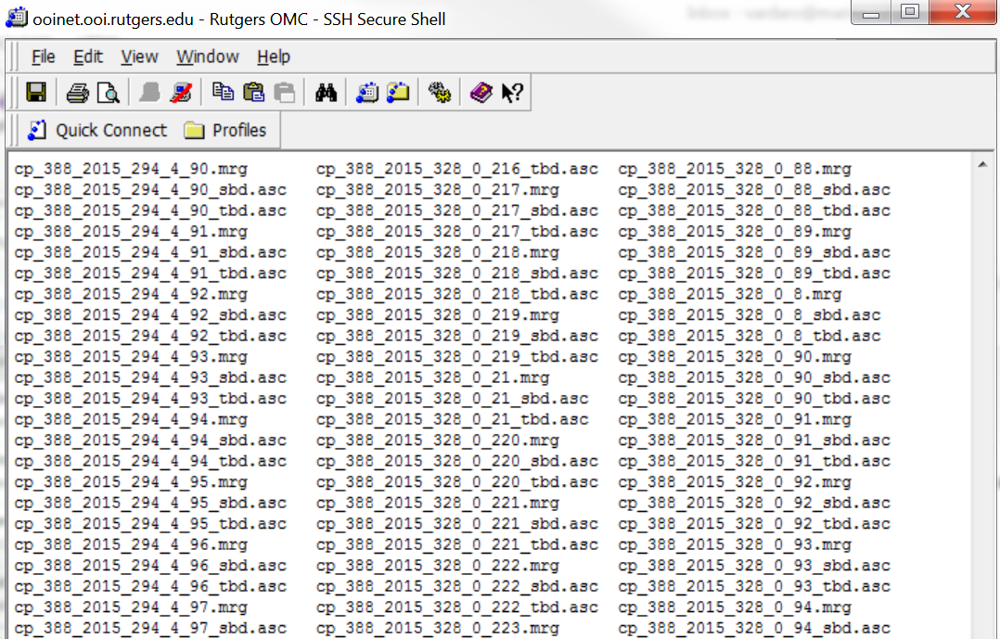 ooinet.ooi.rutgers.edu - Rutgers OMC - SSH Secure Shell
File Edit View Window Help
Quick Connect Profiles
cp_388_2015_294_4_90.mrg cp_388_2015_328_0_216_tbd.asc cp_388_2015_328_0_88.mrg
cp_388_2015_294_4_90_sbd.asc cp_388_2015_328_0_217.mrg cp_388_2015_328_0_88_sbd.asc
cp_388_2015_294_4_90_tbd.asc cp_388_2015_328_0_217_sbd.asc cp_388_2015_328_0_88_tbd.asc
cp_388_2015_294_4_91.mrg cp_388_2015_328_0_217_tbd.asc cp_388_2015_328_0_89.mrg
cp_388_2015_294_4_91_sbd.asc cp_388_2015_328_0_218.mrg cp_388_2015_328_0_89_sbd.asc
cp_388_2015_294_4_91_tbd.asc cp_388_2015_328_0_218_sbd.asc cp_388_2015_328_0_89_tbd.asc
cp_388_2015_294_4_92.mrg cp_388_2015_328_0_218_tbd.asc cp_388_2015_328_0_8.mrg
cp_388_2015_294_4_92_sbd.asc cp_388_2015_328_0_219.mrg cp_388_2015_328_0_8_sbd.asc
cp_388_2015_294_4_92_tbd.asc cp_388_2015_328_0_219_sbd.asc cp_388_2015_328_0_8_tbd.asc
cp_388_2015_294_4_93.mrg cp_388_2015_328_0_219_tbd.asc cp_388_2015_328_0_90.mrg
cp_388_2015_294_4_93_sbd.asc cp_388_2015_328_0_21.mrg cp_388_2015_328_0_90_sbd.asc
cp_388_2015_294_4_93_tbd.asc cp_388_2015_328_0_21_sbd.asc cp_388_2015_328_0_90_tbd.asc
cp_388_2015_294_4_94.mrg cp_388_2015_328_0_21_tbd.asc cp_388_2015_328_0_91.mrg
cp_388_2015_294_4_94_sbd.asc cp_388_2015_328_0_220.mrg cp_388_2015_328_0_91_sbd.asc
cp_388_2015_294_4_94_tbd.asc cp_388_2015_328_0_220_sbd.asc cp_388_2015_328_0_91_tbd.asc
cp_388_2015_294_4_95.mrg cp_388_2015_328_0_220_tbd.asc cp_388_2015_328_0_92.mrg
cp_388_2015_294_4_95_sbd.asc cp_388_2015_328_0_221.mrg cp_388_2015_328_0_92_sbd.asc
cp_388_2015_294_4_95_tbd.asc cp_388_2015_328_0_221_sbd.asc cp_388_2015_328_0_92_tbd.asc
cp_388_2015_294_4_96.mrg cp_388_2015_328_0_221_tbd.asc cp_388_2015_328_0_93.mrg
cp_388_2015_294_4_96_sbd.asc cp_388_2015_328_0_222.mrg cp_388_2015_328_0_93_sbd.asc
cp_388_2015_294_4_96_tbd.asc cp_388_2015_328_0_222_sbd.asc cp_388_2015_328_0_93_tbd.asc
cp_388_2015_294_4_97.mrg cp_388_2015_328_0_222_tbd.asc cp_388_2015_328_0_94.mrg
cp_388_2015_294_4_97_sbd.asc cp_388_2015_328_0_223.mrg cp_388_2015_328_0_94_sbd.asc